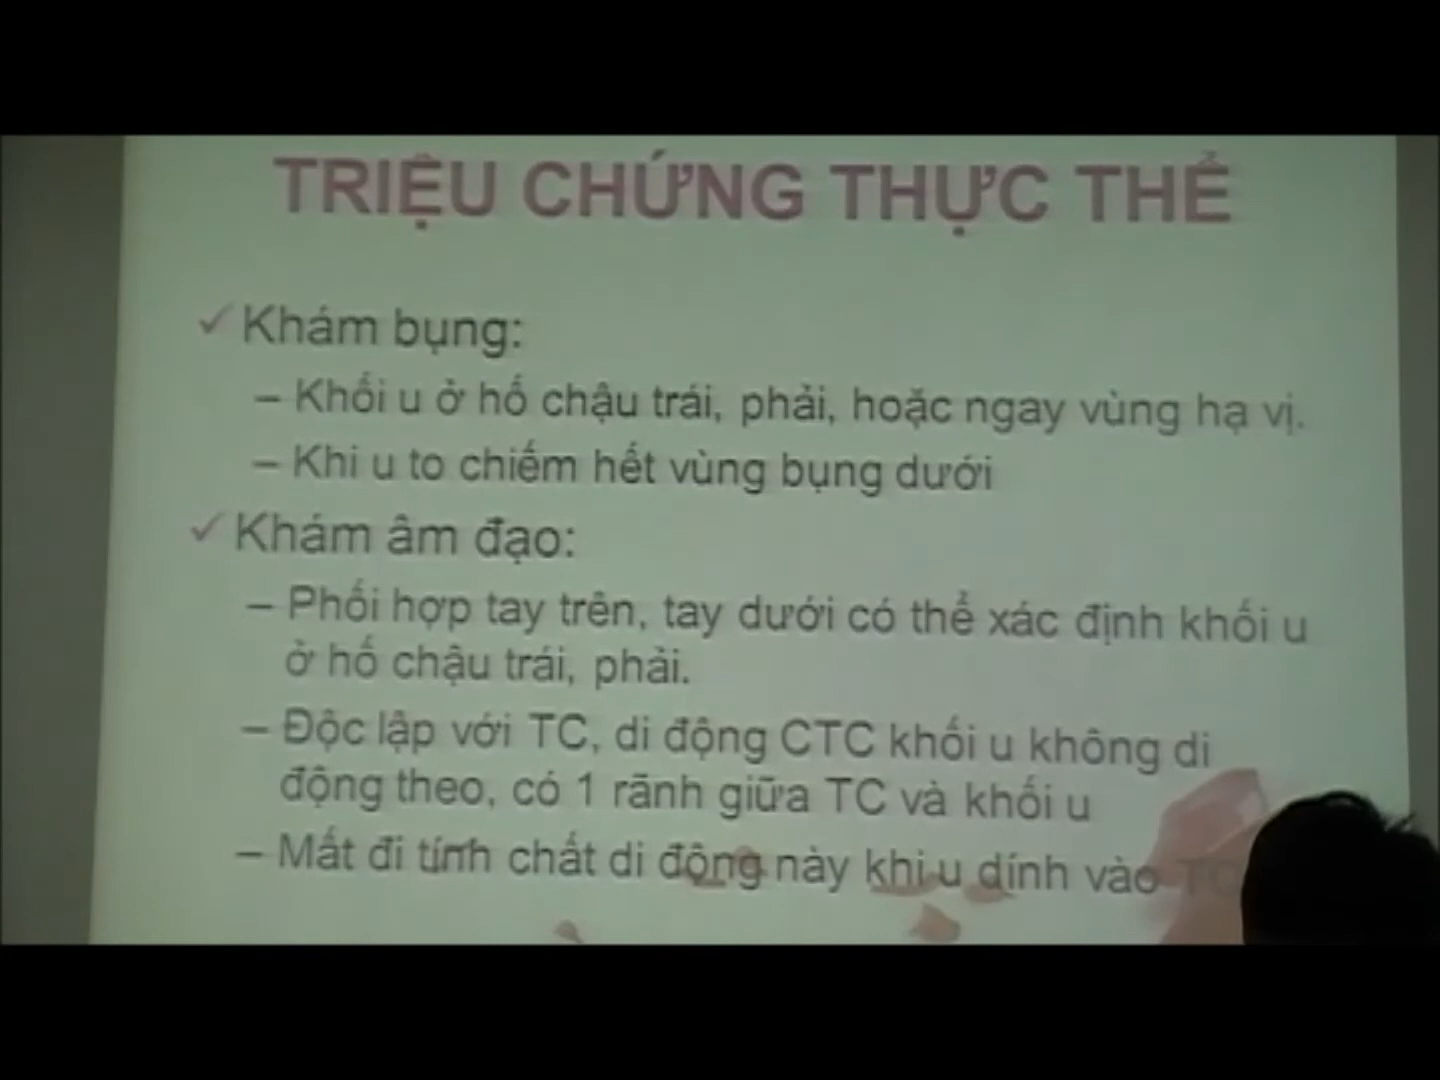 TRIỆU CHỨNG THỰC THỂ
✓ Khám bụng:
– Khối u ở hố chậu trái, phải, hoặc ngay vùng hạ vị.
– Khi u to chiếm hết vùng bụng dưới
✓ Khám âm đạo:
– Phối hợp tay trên, tay dưới có thể xác định khối u
ở hố chậu trái, phải.
– Độc lập với TC, di động CTC khối u không di
động theo, có 1 rãnh giữa TC và khối u
– Mất đi tính chất di động này khi u dính vào TC